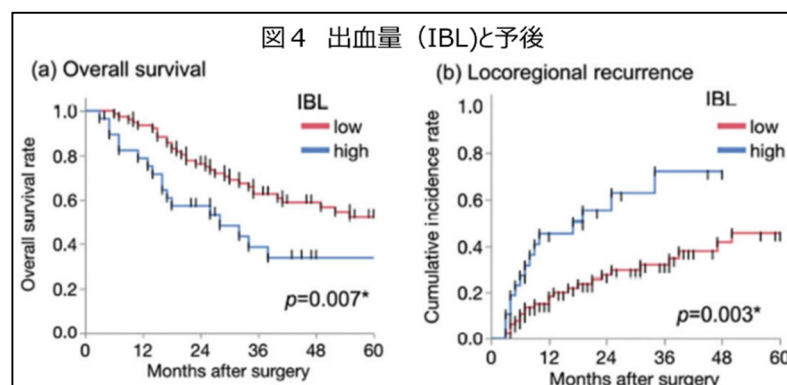 図４ 出血量（IBL)と予後
(a) Overall survival
IBL
low
high
Overall survival rate
1.0
0.8
0.6
0.4
0.2
0.0
p=0.007*
0 12 24 36 48 60
Months after surgery
(b) Locoregional recurrence
IBL
low
high
Cumulative incidence rate
1.0
0.8
0.6
0.4
0.2
0.0
p=0.003*
0 12 24 36 48 60
Months after surgery